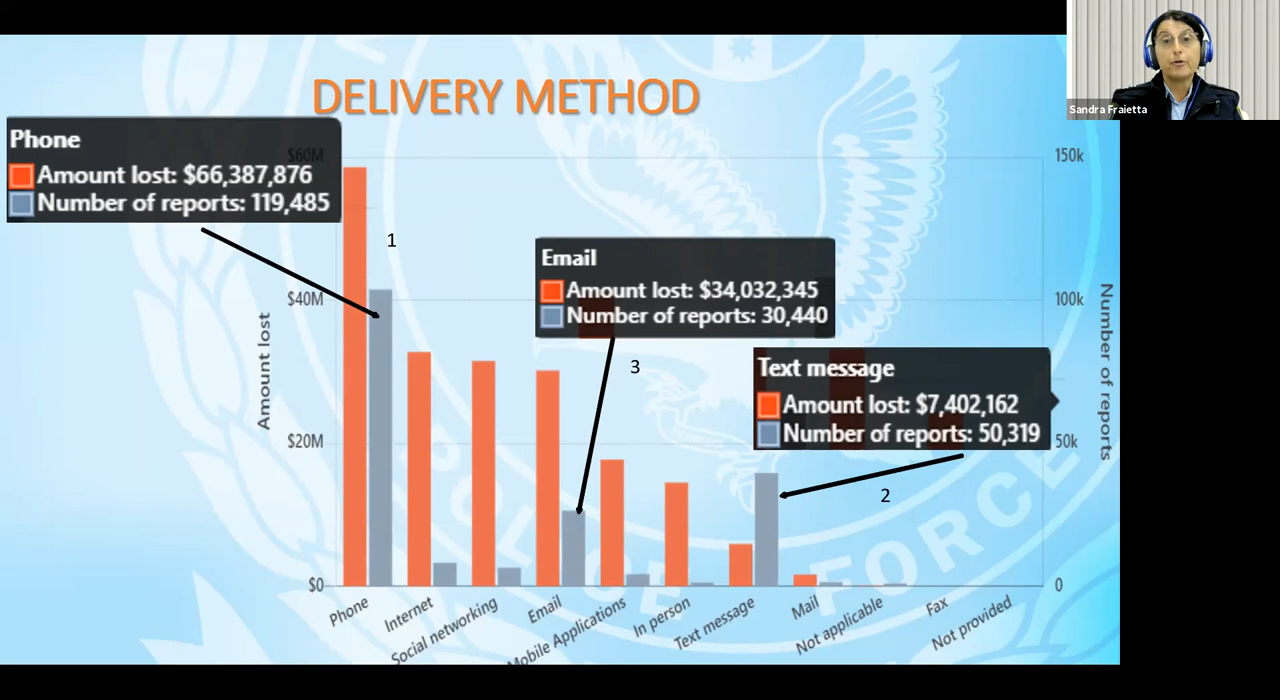 DELIVERY METHOD
Sandra Fraietta
Phone
Amount lost: $66,387,876
Number of reports: 119,485
1
Email
Amount lost: $34,032,345
Number of reports: 30,440
3
Text message
Amount lost: $7,402,162
Number of reports: 50,319
2
$60M
$40M
$20M
$0
Amount lost
150k
100k
50k
0
Number of reports
Phone
Internet
Social networking
Email
Mobile Applications
In person
Text message
Mail
Not applicable
Fax
Not provided
POLICE FORCE